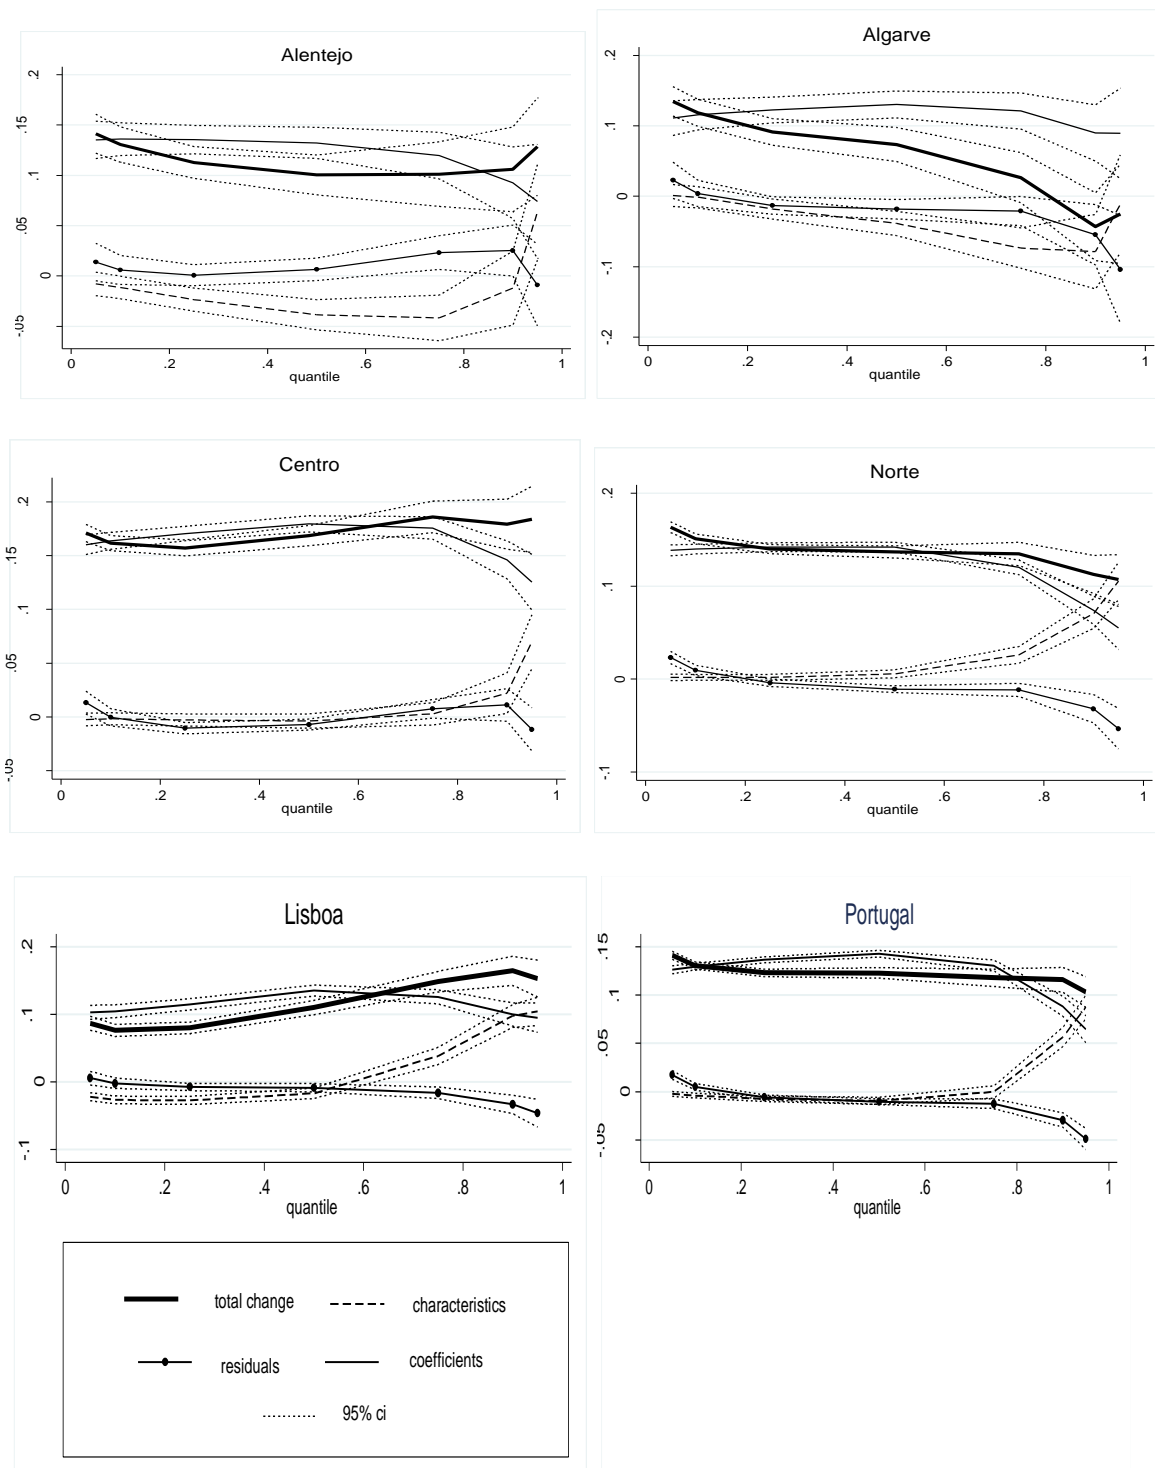 Alentejo
.2
.15
.1
.05
0
-.05
0 .2 .4 .6 .8 1
quantile
Algarve
.2
.1
0
-.1
-.2
0 .2 .4 .6 .8 1
quantile
Centro
.2
.15
.1
.05
0
-.05
0 .2 .4 .6 .8 1
quantile
Norte
.2
.1
0
-.1
0 .2 .4 .6 .8 1
quantile
Lisboa
.2
.1
0
-.1
0 .2 .4 .6 .8 1
quantile
Portugal
.15
.1
.05
0
-.05
0 .2 .4 .6 .8 1
quantile
total change characteristics
residuals coefficients
95% ci